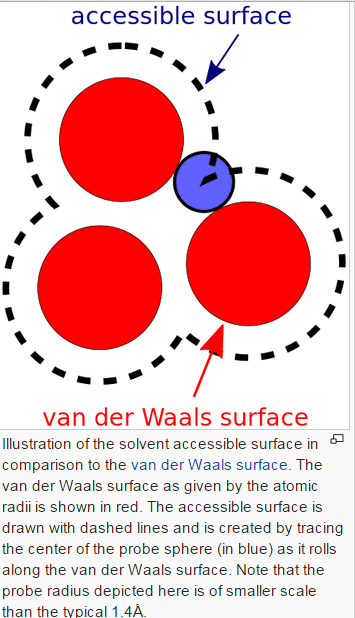 accessible surface
van der Waals surface
Illustration of the solvent accessible surface in
comparison to the van der Waals surface. The
van der Waals surface as given by the atomic
radii is shown in red. The accessible surface is
drawn with dashed lines and is created by tracing
the center of the probe sphere (in blue) as it rolls
along the van der Waals surface. Note that the
probe radius depicted here is of smaller scale
than the typical 1.4Å.